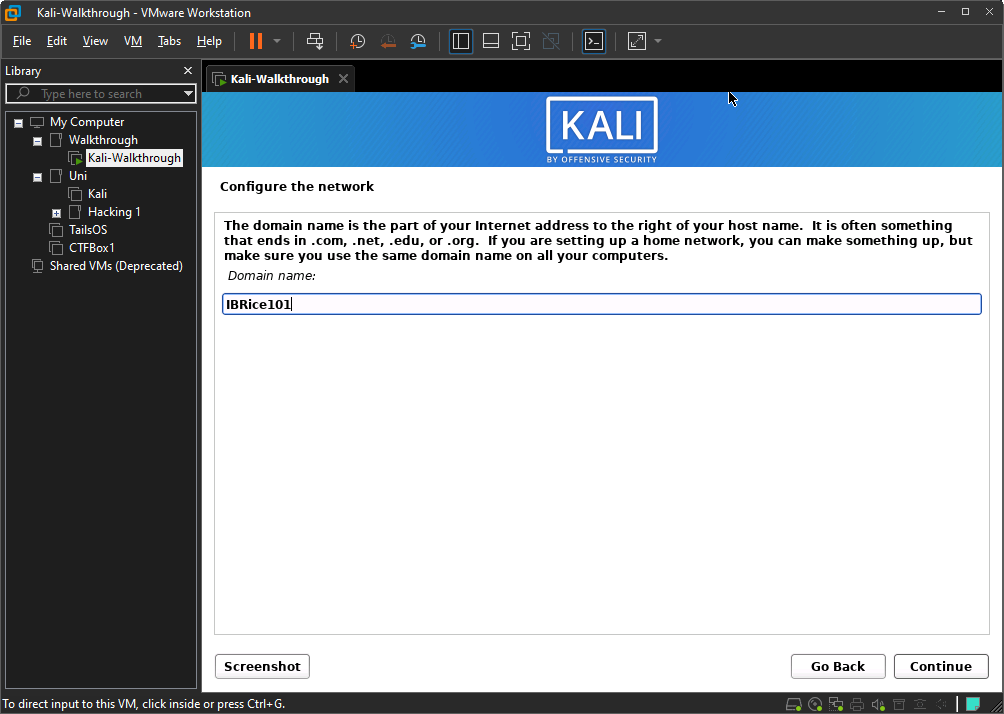 Kali-Walkthrough - VMware Workstation
File Edit View VM Tabs Help
Library
Type here to search
My Computer
Walkthrough
Kali-Walkthrough
Uni
Kali
Hacking 1
TailsOS
CTFBox1
Shared VMs (Deprecated)
Kali-Walkthrough
KALI
BY OFFENSIVE SECURITY
Configure the network
The domain name is the part of your Internet address to the right of your host name.  It is often something
that ends in .com, .net, .edu, or .org.  If you are setting up a home network, you can make something up, but
make sure you use the same domain name on all your computers.
Domain name:
IBRice101
Screenshot Go Back Continue
To direct input to this VM, click inside or press Ctrl+G.